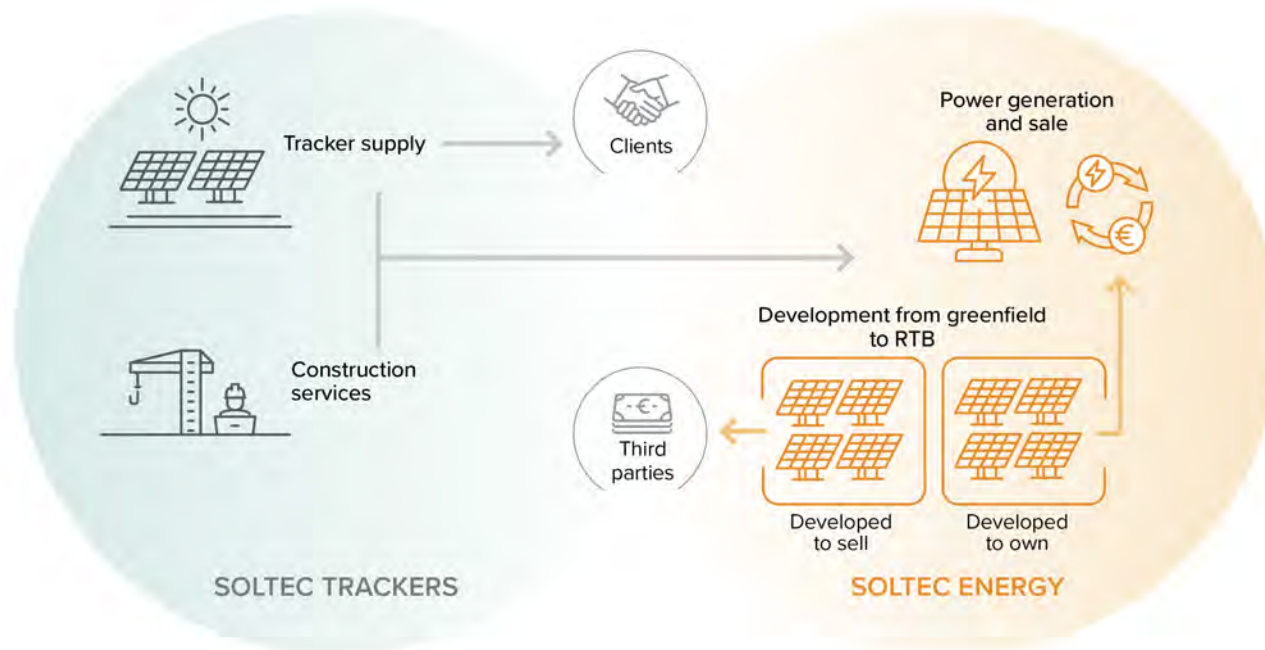 Tracker supply
Clients
Power generation
and sale
€
Development from greenfield
to RTB
Construction
services
€
Third
parties
Developed
to sell
Developed
to own
SOLTEC TRACKERS
SOLTEC ENERGY